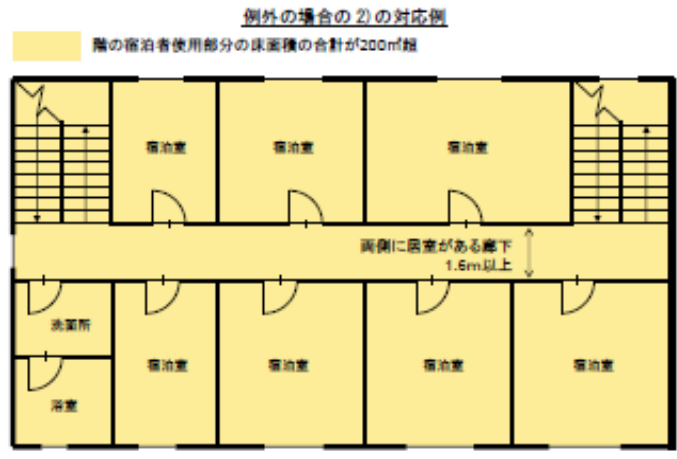 例外の場合の 2)の対応例
階の宿泊者使用部分の床面積の合計が200㎡超
宿泊室
宿泊室
宿泊室
両側に居室がある廊下
1.6m以上
洗面所
宿泊室
宿泊室
宿泊室
宿泊室
浴室